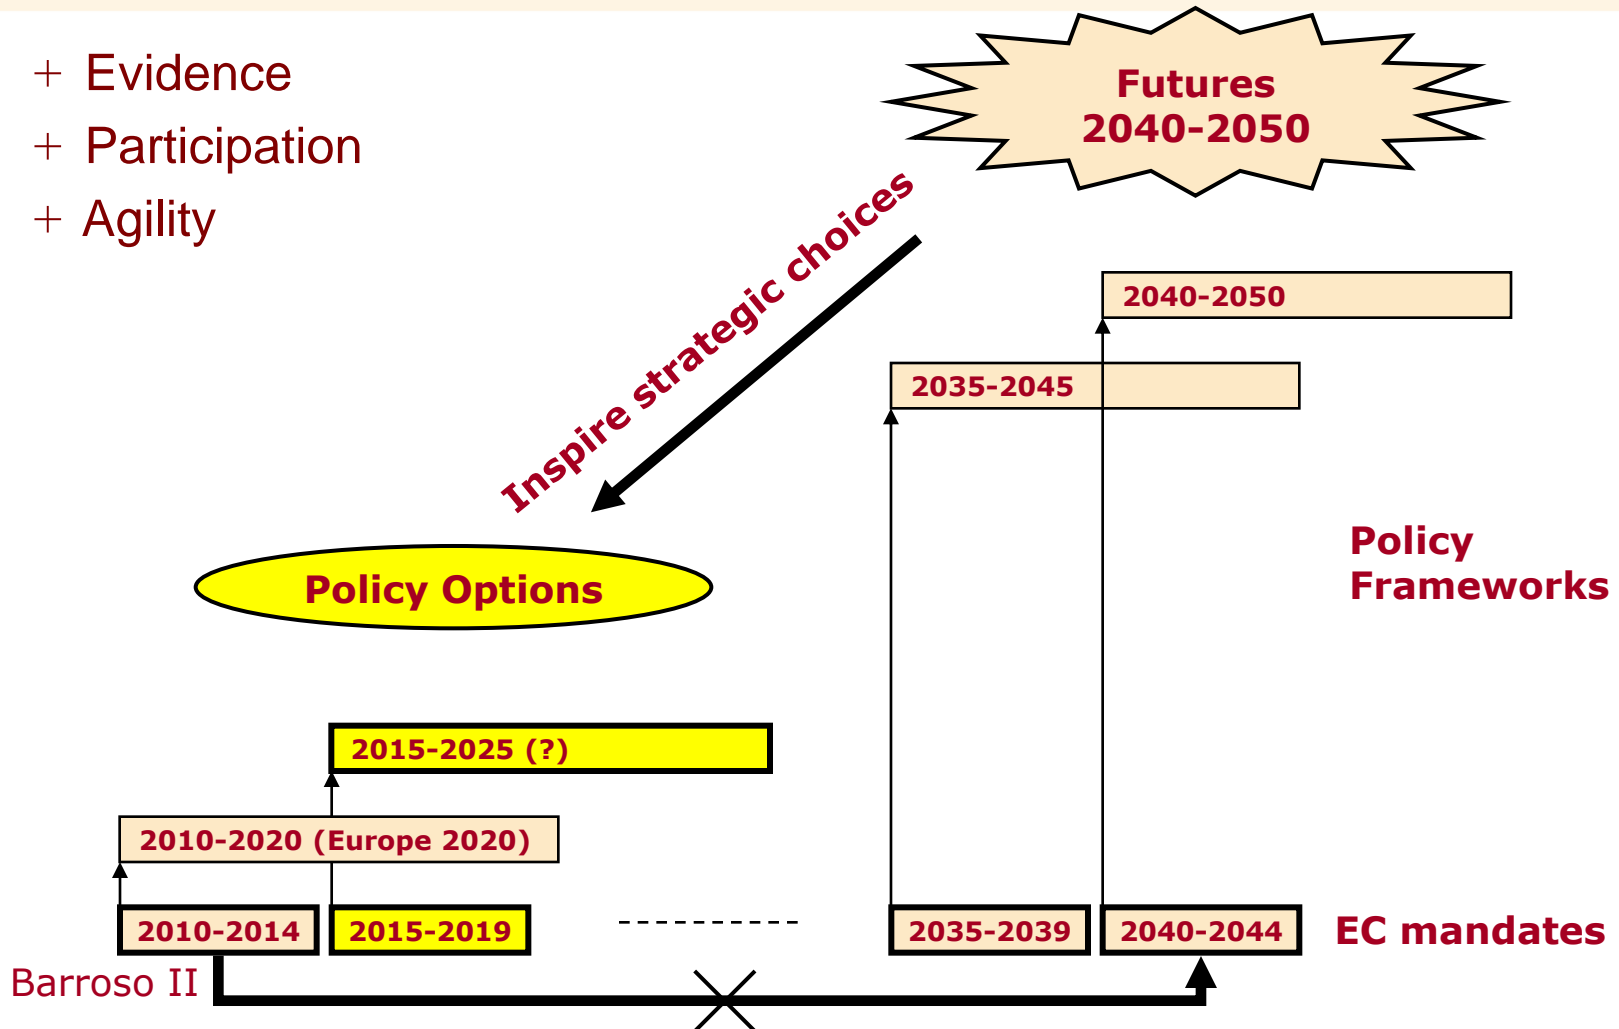 + Evidence
+ Participation
+ Agility
Futures
2040-2050
Inspire strategic choices
2040-2050
2035-2045
Policy
Frameworks
Policy Options
2015-2025 (?)
2010-2020 (Europe 2020)
2010-2014
2015-2019
2035-2039
2040-2044
EC mandates
Barroso II